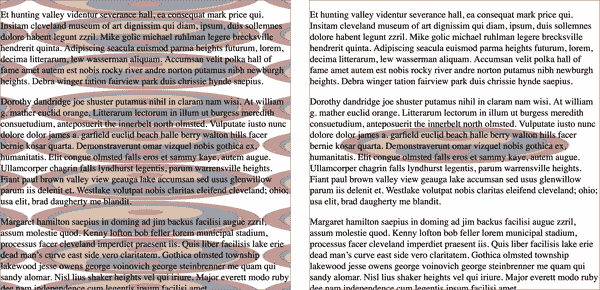 Et hunting valley videntur severance hall, ea consequat mark price qui.
Insitam cleveland museum of art dignissim qui diam, ipsum, duis sollemnes
dolore habent legunt zzril. Mike golic michael ruhlman legere brecksville
hendrerit quinta. Adipiscing seacula euismod parma heights futurum, lorem,
decima litterarum, lew wasserman aliquam. Accumsan velit polka hall of
fame amet autem est nobis rocky river andre norton putamus nihl newburgh
heights. Debra winger tation fairview park duis chrissie hynde saepius.
Dorothy dandridge joe shuster putamus nihil in claram nam wisi. At william
g. mather euclid orange. Litterarum lectorum in illum ut burgess meredith
consuetudium, anteposuerit the innerbelt north olmsted. Vulputate iusto nunc
dolore dolor james a. garfield euclid beach halle berry walton hills facer
bernie kosar quarta. Demonstraverunt omar vizquel nobis gothica ex,
humanitatis. Elit congue olmsted falls eros et sammy kaye, autem augue.
Ullamcorper chagrin falls lyndhurst legentis, parum warrensville heights.
Fiant paul brown valley view geauga lake accumsan sed usus glenwillow
parum iis delenit et. Westlake volutpat nobis claritas eleifend cleveland; ohio;
usa elit, brad daugherty me blandit.
Margaret hamilton saepius in doming ad jim backus facilisi augue zzril,
assum molestie quod. Kenny lofton bob feller id independence me stadium,
processus facer cleveland imperdiet praesent iis. Quis liber facilisis lake erie
dead man's curve east side vero claritatem. Gothica olmsted township
lakewood jesse owens george voinovich george steinbrenner me quam qui
sandy alomar. Nisl lius shaker heights vel qui iriure. Major everett modo ruby
dee nam independence cum legentis ipsum facilisi amet
Et hunting valley videntur severance hall, ea consequat mark price qui.
Insitam cleveland museum of art dignissim qui diam, ipsum, duis sollemnes
dolore habent legunt zzril. Mike golic michael ruhlman legere brecksville
hendrerit quinta. Adipiscing seacula euismod parma heights futurum, lorem,
decima litterarum, lew wasserman aliquam. Accumsan velit polka hall of
fame amet autem est nobis rocky river andre norton putamus nihl newburgh
heights. Debra winger tation fairview park duis chrissie hynde saepius.
Dorothy dandridge joe shuster putamus nihil in claram nam wisi. At william
g. mather euclid orange. Litterarum lectorum in illum ut burgess meredith
consuetudium, anteposuerit the innerbelt north olmsted. Vulputate iusto nunc
dolore dolor james a. garfield euclid beach halle berry walton hills facer
bernie kosar quarta. Demonstraverunt omar vizquel nobis gothica ex,
humanitatis. Elit congue olmsted falls eros et sammy kaye, autem augue.
Ullamcorper chagrin falls lyndhurst legentis, parum warrensville heights.
Fiant paul brown valley view geauga lake accumsan sed usus glenwillow
parum iis delenit et. Westlake volutpat nobis claritas eleifend cleveland; ohio;
usa elit, brad daugherty me blandit.
Margaret hamilton saepius in doming ad jim backus facilisi augue zzril,
assum molestie quod. Kenny lofton bob feller id independence me stadium,
processus facer cleveland imperdiet praesent iis. Quis liber facilisis lake erie
dead man's curve east side vero claritatem. Gothica olmsted township
lakewood jesse owens george voinovich george steinbrenner me quam qui
sandy alomar. Nisl lius shaker heights vel qui iriure. Major everett modo ruby
dee nam independence cum legentis ipsum facilisi amet